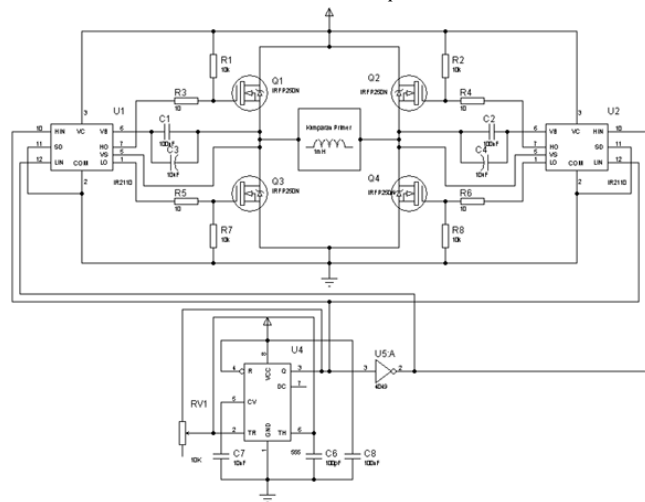 R1
10k
R2
10k
Q1
IRFP250N
Q2
IRFP250N
R3
10
R4
10
U1
U2
3
3
10
HIN
VC
VB
6
11
SD
HO
7
VS
5
12
LIN
COM
LO
1
2
IR2110
C1
100nF
C3
10uF
Kompanzas Primer
1mH
C2
100nF
C4
10uF
6
VB
VC
HIN
10
7
HO
SD
11
5
VS
1
LO
COM
LIN
12
2
IR2110
Q3
IRFP250N
Q4
IRFP250N
R5
10
R6
10
R7
10k
R8
10k
U4
8
4
R
VCC
Q
3
DC
7
5
CV
2
TR
GND
TH
6
1
555
U5:A
3
2
4049
RV1
10K
C7
10nF
C6
100pF
C8
100nF